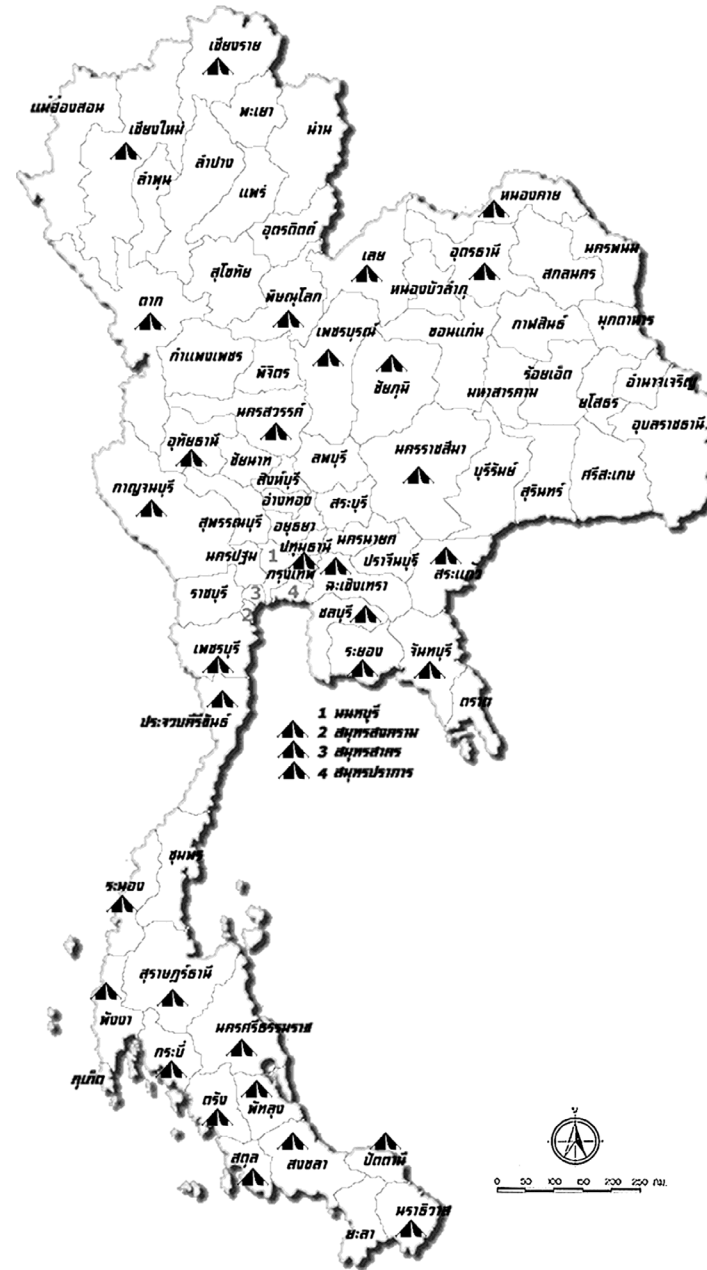 เชียงราย
แม่ฮ่องสอน
พะเยา
เชียงใหม่
น่าน
ลำปาง
ลำพูน
แพร่
อุตรดิตถ์
หนองคาย
เลย
อุดรธานี
นครพนม
สกลนคร
หนองบัวลำภู
สุโขทัย
ตาก
พิษณุโลก
เพชรบูรณ์
ขอนแก่น
กาฬสินธุ์
มุกดาหาร
กำแพงเพชร
พิจิตร
ชัยภูมิ
มหาสารคาม
ร้อยเอ็ด
ยโสธร
อำนาจเจริญ
อุบลราชธานี
นครสวรรค์
อุทัยธานี
ชัยนาท
ลพบุรี
นครราชสีมา
บุรีรัมย์
สุรินทร์
ศรีสะเกษ
สิงห์บุรี
กาญจนบุรี
อ่างทอง
สระบุรี
สุพรรณบุรี
อยุธยา
นครนายก
ปทุมธานี
นครปฐม
1
ปราจีนบุรี
สระแก้ว
กรุงเทพ
ฉะเชิงเทรา
ราชบุรี
3
4
2
ชลบุรี
เพชรบุรี
ระยอง
จันทบุรี
ตราด
ประจวบคีรีขันธ์
1 นนทบุรี
2 สมุทรสงคราม
3 สมุทรสาคร
4 สมุทรปราการ
ชุมพร
ระนอง
สุราษฎร์ธานี
พังงา
นครศรีธรรมราช
กระบี่
ภูเก็ต
ตรัง
พัทลุง
สตูล
สงขลา
ปัตตานี
ยะลา
นราธิวาส
น
0 50 100 200 250 กม.